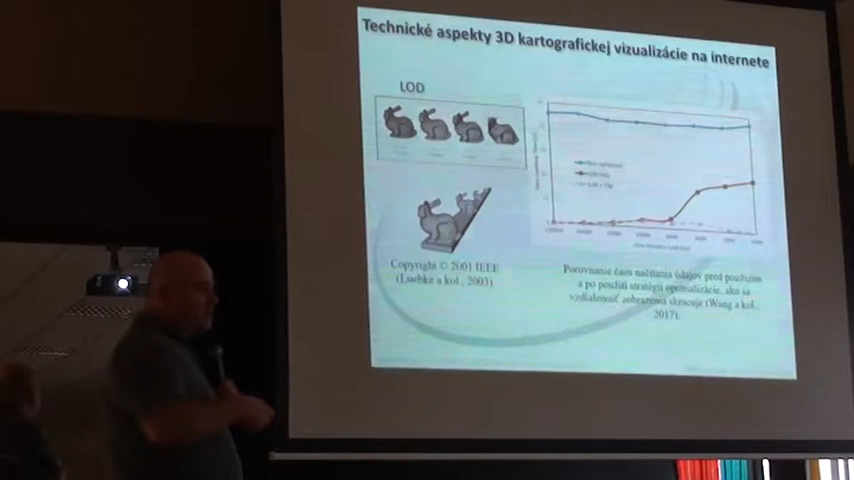 Technické aspekty 3D kartografickej vizualizácie na internete
LOD
Copyright © 2001 IEEE
(Luebke a kol., 2003)
Porovnanie času načítania údajov pred použitím
a po použití stratégií optimalizácie, ako sa
vzdialenosť zobrazenia skracuje (Wang a kol.,
2017).